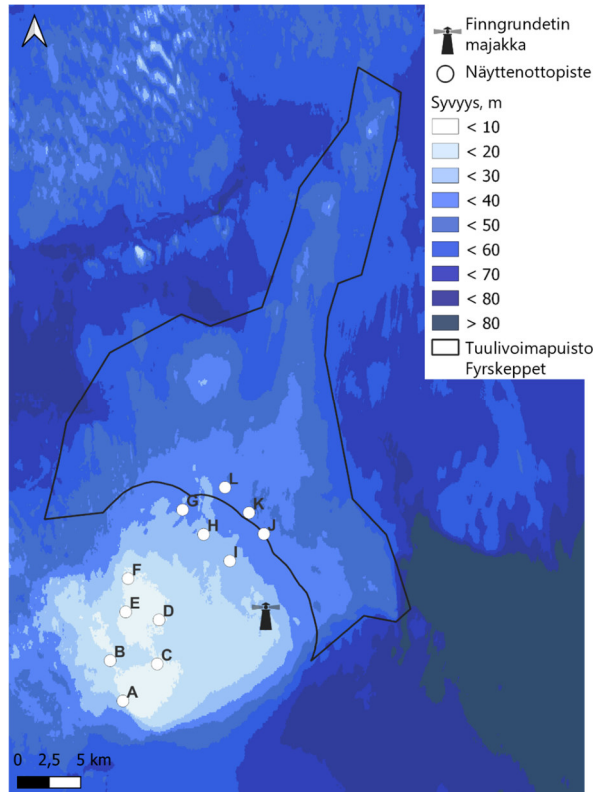 Finngrundetin
majakka
Näyttenottopiste
Syvyys, m
< 10
< 20
< 30
< 40
< 50
< 60
< 70
< 80
> 80
Tuulivoimapuisto
Fyrskeppet
L
G
K
H
J
I
F
E
D
B
C
A
0 2,5 5 km